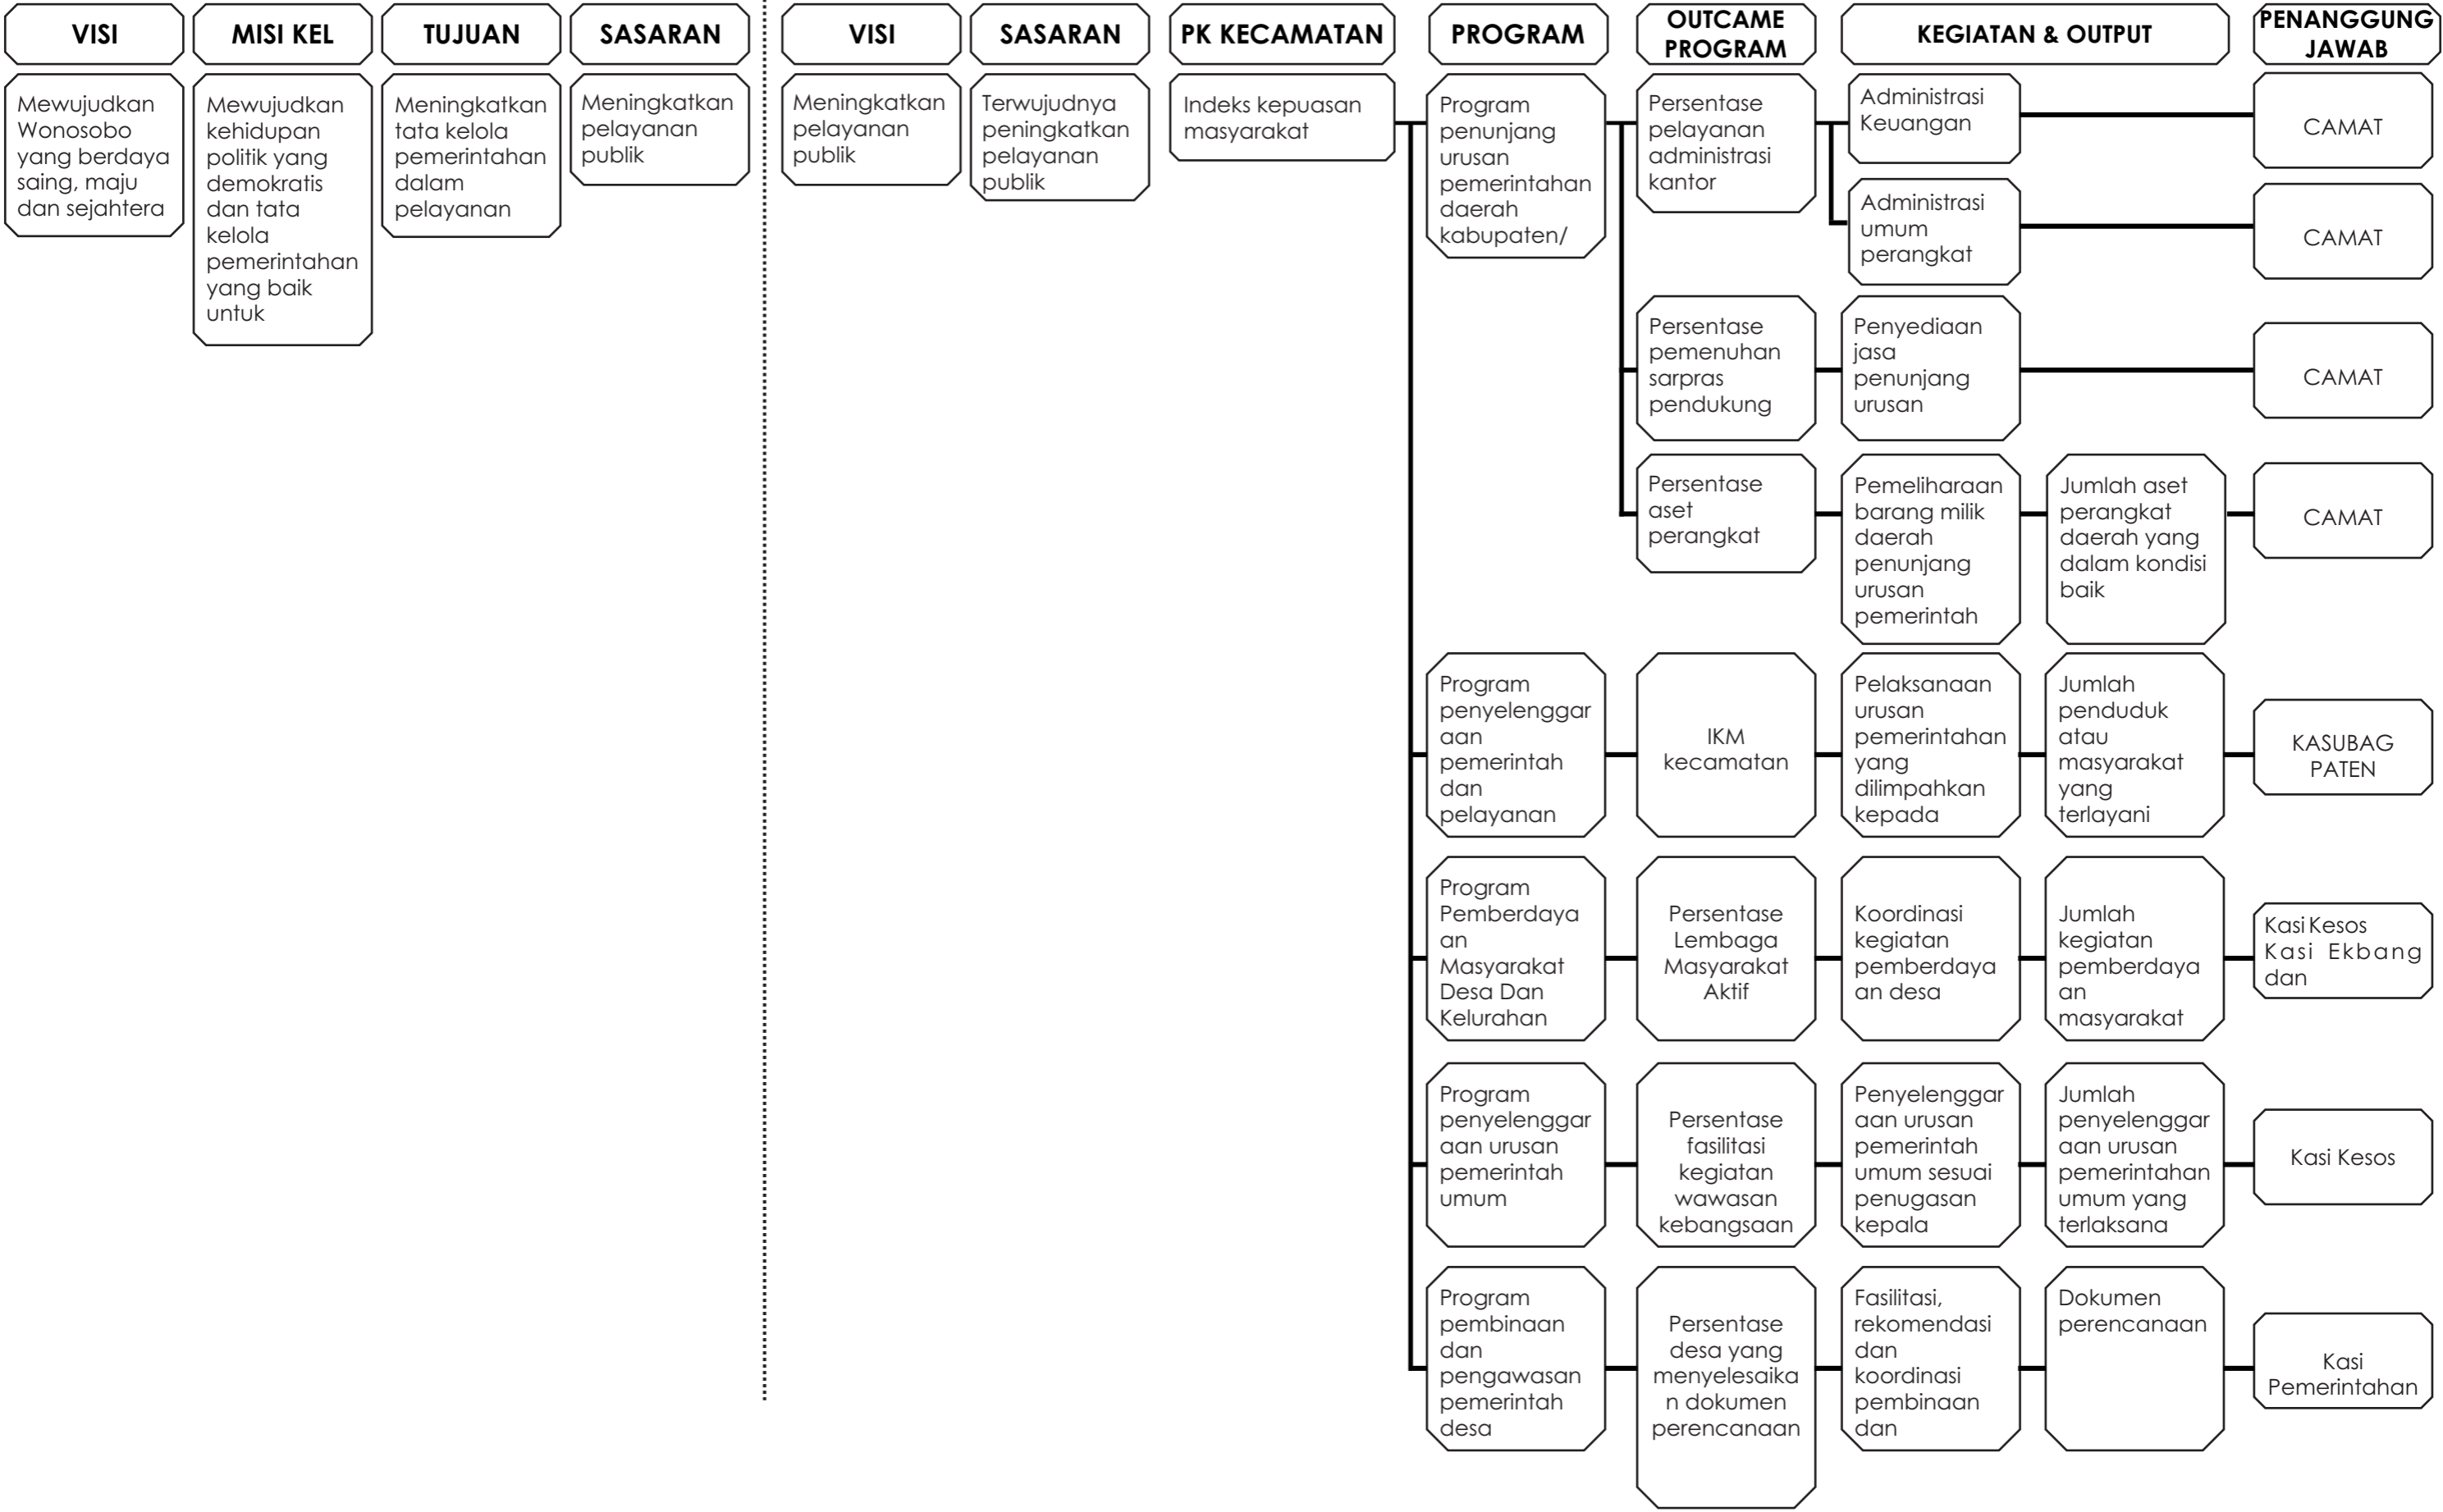 VISI
MISI KEL
TUJUAN
SASARAN
VISI
SASARAN
PK KECAMATAN
PROGRAM
OUTCAME
PROGRAM
KEGIATAN & OUTPUT
PENANGGUNG
JAWAB
Mewujudkan
Wonosobo
yang berdaya
saing, maju
dan sejahtera
Mewujudkan
kehidupan
politik yang
demokratis
dan tata
kelola
pemerintahan
yang baik
untuk
Meningkatkan
tata kelola
pemerintahan
dalam
pelayanan
Meningkatkan
pelayanan
publik
Meningkatkan
pelayanan
publik
Terwujudnya
peningkatkan
pelayanan
publik
Indeks kepuasan
masyarakat
Program
penunjang
urusan
pemerintahan
daerah
kabupaten/
Persentase
pelayanan
administrasi
kantor
Administrasi
Keuangan
CAMAT
Administrasi
umum
perangkat
CAMAT
Persentase
pemenuhan
sarpras
pendukung
Penyediaan
jasa
penunjang
urusan
CAMAT
Persentase
aset
perangkat
Pemeliharaan
barang milik
daerah
penunjang
urusan
pemerintah
Jumlah aset
perangkat
daerah yang
dalam kondisi
baik
CAMAT
Program
penyelenggar
aan
pemerintah
dan
pelayanan
IKM
kecamatan
Pelaksanaan
urusan
pemerintahan
yang
dilimpahkan
kepada
Jumlah
penduduk
atau
masyarakat
yang
terlayani
KASUBAG
PATEN
Program
Pemberdaya
an
Masyarakat
Desa Dan
Kelurahan
Persentase
Lembaga
Masyarakat
Aktif
Koordinasi
kegiatan
pemberdaya
an desa
Jumlah
kegiatan
pemberdaya
an
masyarakat
Kasi Kesos
Kasi Ekbang
dan
Program
penyelenggar
aan urusan
pemerintah
umum
Persentase
fasilitasi
kegiatan
wawasan
kebangsaan
Penyelenggar
aan urusan
pemerintah
umum sesuai
penugasan
kepala
Jumlah
penyelenggar
aan urusan
pemerintahan
umum yang
terlaksana
Kasi Kesos
Program
pembinaan
dan
pengawasan
pemerintah
desa
Persentase
desa yang
menyelesaika
n dokumen
perencanaan
Fasilitasi,
rekomendasi
dan
koordinasi
pembinaan
dan
Dokumen
perencanaan
Kasi
Pemerintahan